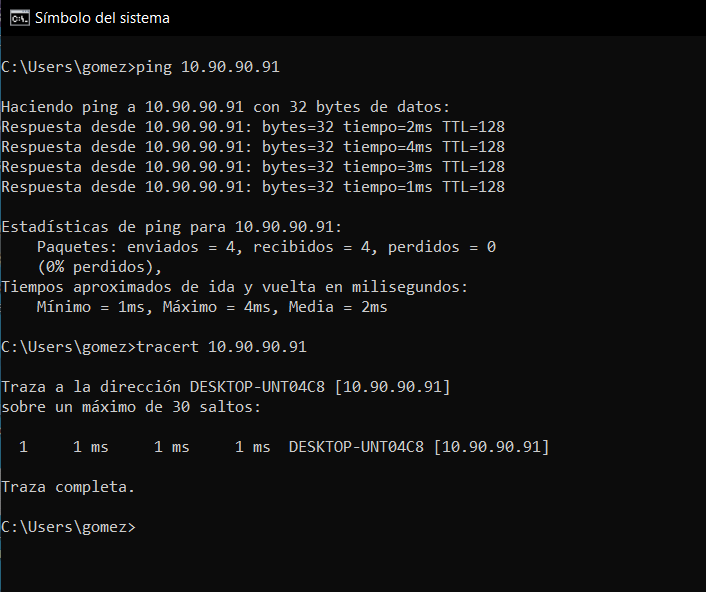 Símbolo del sistema
C:\Users\gomez>ping 10.90.90.91
Haciendo ping a 10.90.90.91 con 32 bytes de datos:
Respuesta desde 10.90.90.91: bytes=32 tiempo=2ms TTL=128
Respuesta desde 10.90.90.91: bytes=32 tiempo=4ms TTL=128
Respuesta desde 10.90.90.91: bytes=32 tiempo=3ms TTL=128
Respuesta desde 10.90.90.91: bytes=32 tiempo=1ms TTL=128
Estadísticas de ping para 10.90.90.91:
    Paquetes: enviados = 4, recibidos = 4, perdidos = 0
    (0% perdidos),
Tiempos aproximados de ida y vuelta en milisegundos:
    Mínimo = 1ms, Máximo = 4ms, Media = 2ms
C:\Users\gomez>tracert 10.90.90.91
Traza a la dirección DESKTOP-UNT04C8 [10.90.90.91]
sobre un máximo de 30 saltos:
  1     1 ms     1 ms     1 ms  DESKTOP-UNT04C8 [10.90.90.91]
Traza completa.
C:\Users\gomez>